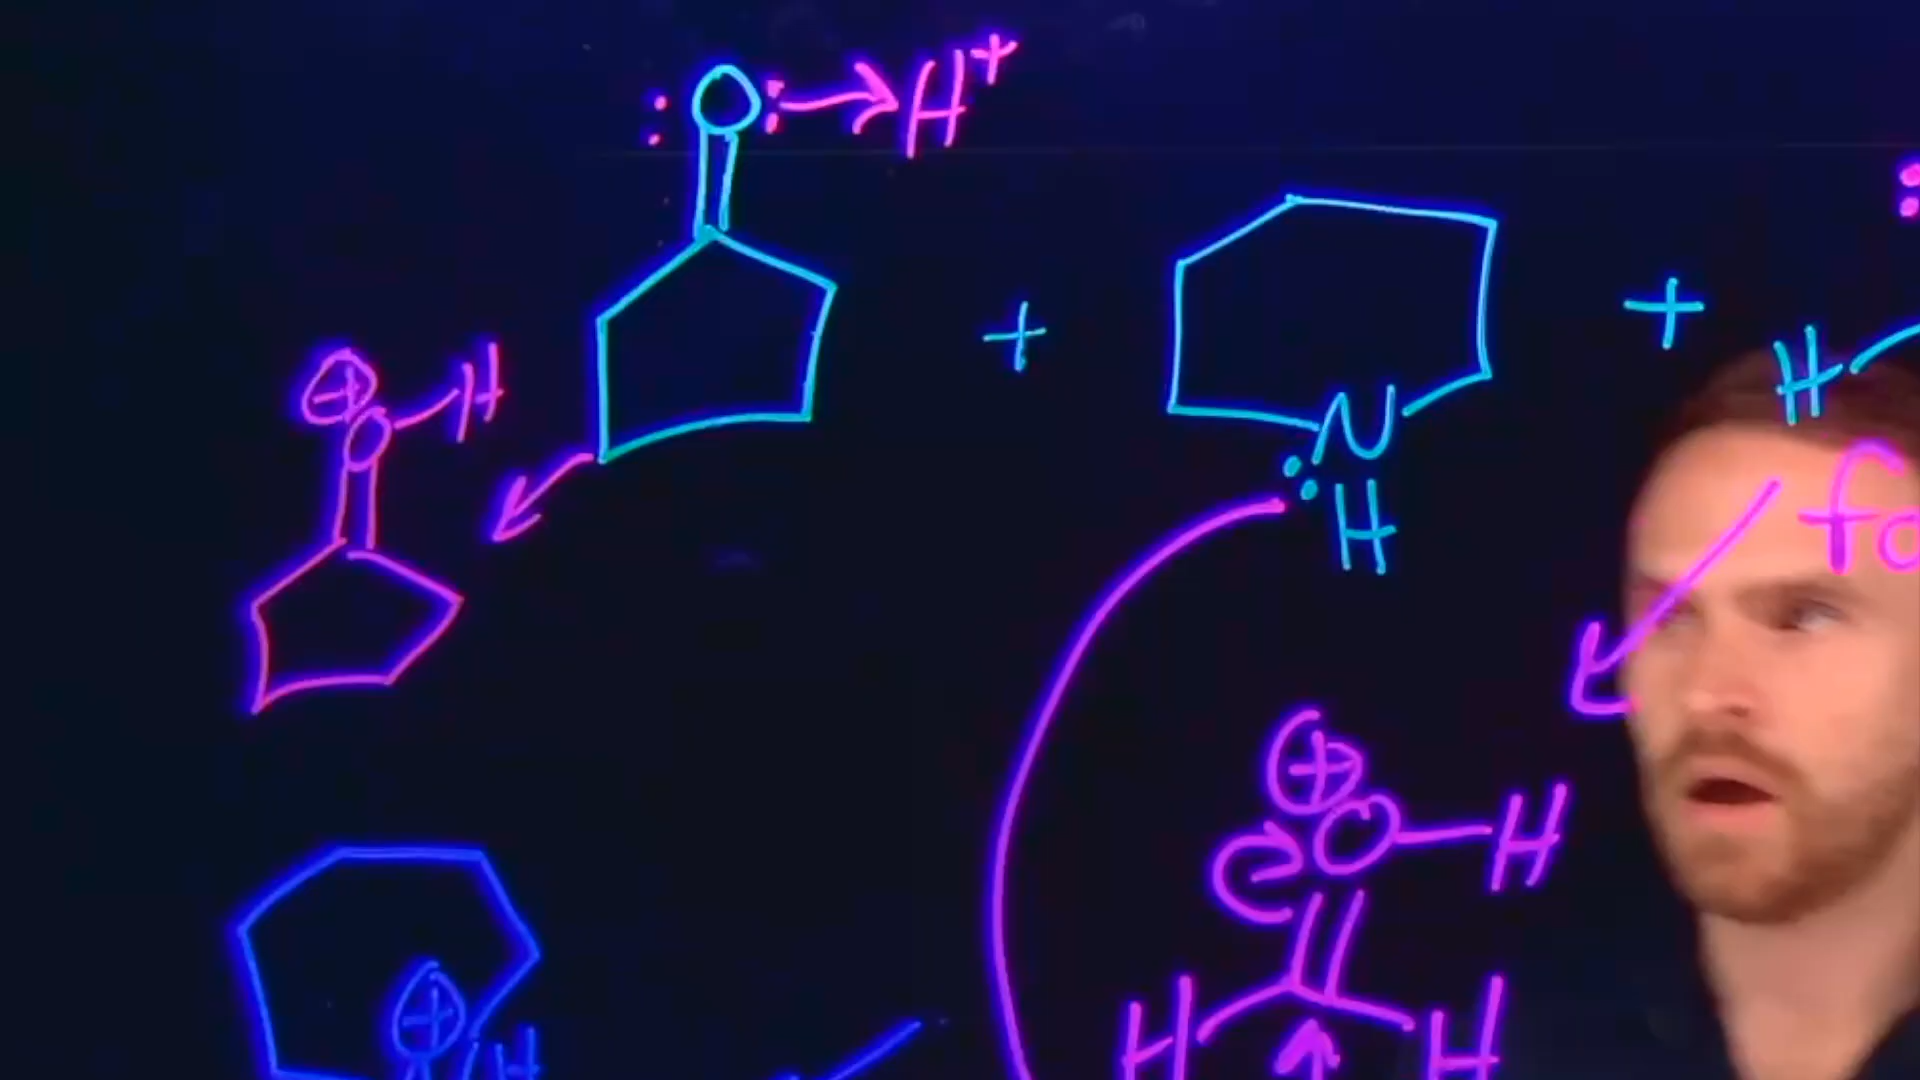 :O: → H+
+
+
:
H
⊕
O-H
N
:
H
fo
⊕
O-H
H H
⊕
H